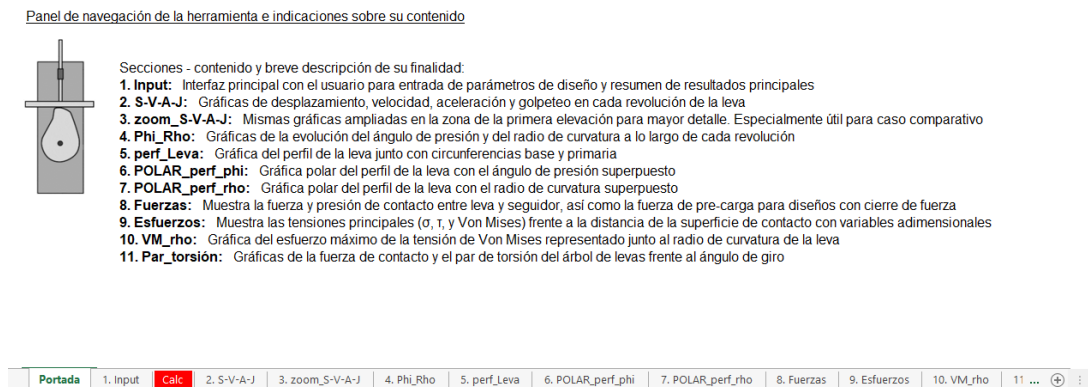 Panel de navegación de la herramienta e indicaciones sobre su contenido
Secciones - contenido y breve descripción de su finalidad:
1. Input: Interfaz principal con el usuario para entrada de parámetros de diseño y resumen de resultados principales
2. S-V-A-J: Gráficas de desplazamiento, velocidad, aceleración y golpeteo en cada revolución de la leva
3. zoom_S-V-A-J: Mismas gráficas ampliadas en la zona de la primera elevación para mayor detalle. Especialmente útil para caso comparativo
4. Phi_Rho: Gráficas de la evolución del ángulo de presión y del radio de curvatura a lo largo de cada revolución
5. perf_Leva: Gráfica del perfil de la leva junto con circunferencias base y primaria
6. POLAR_perf_phi: Gráfica polar del perfil de la leva con el ángulo de presión superpuesto
7. POLAR_perf_rho: Gráfica polar del perfil de la leva con el radio de curvatura superpuesto
8. Fuerzas: Muestra la fuerza y presión de contacto entre leva y seguidor, así como la fuerza de pre-carga para diseños con cierre de fuerza
9. Esfuerzos: Muestra las tensiones principales (σ, τ, y Von Mises) frente a la distancia de la superficie de contacto con variables adimensionales
10. VM_rho: Gráfica del esfuerzo máximo de la tensión de Von Mises representado junto al radio de curvatura de la leva
11. Par_torsión: Gráficas de la fuerza de contacto y el par de torsión del árbol de levas frente al ángulo de giro
Portada 1. Input Calc 2. S-V-A-J 3. zoom_S-V-A-J 4. Phi_Rho 5. perf_Leva 6. POLAR_perf_phi 7. POLAR_perf_rho 8. Fuerzas 9. Esfuerzos 10. VM_rho 11 ...